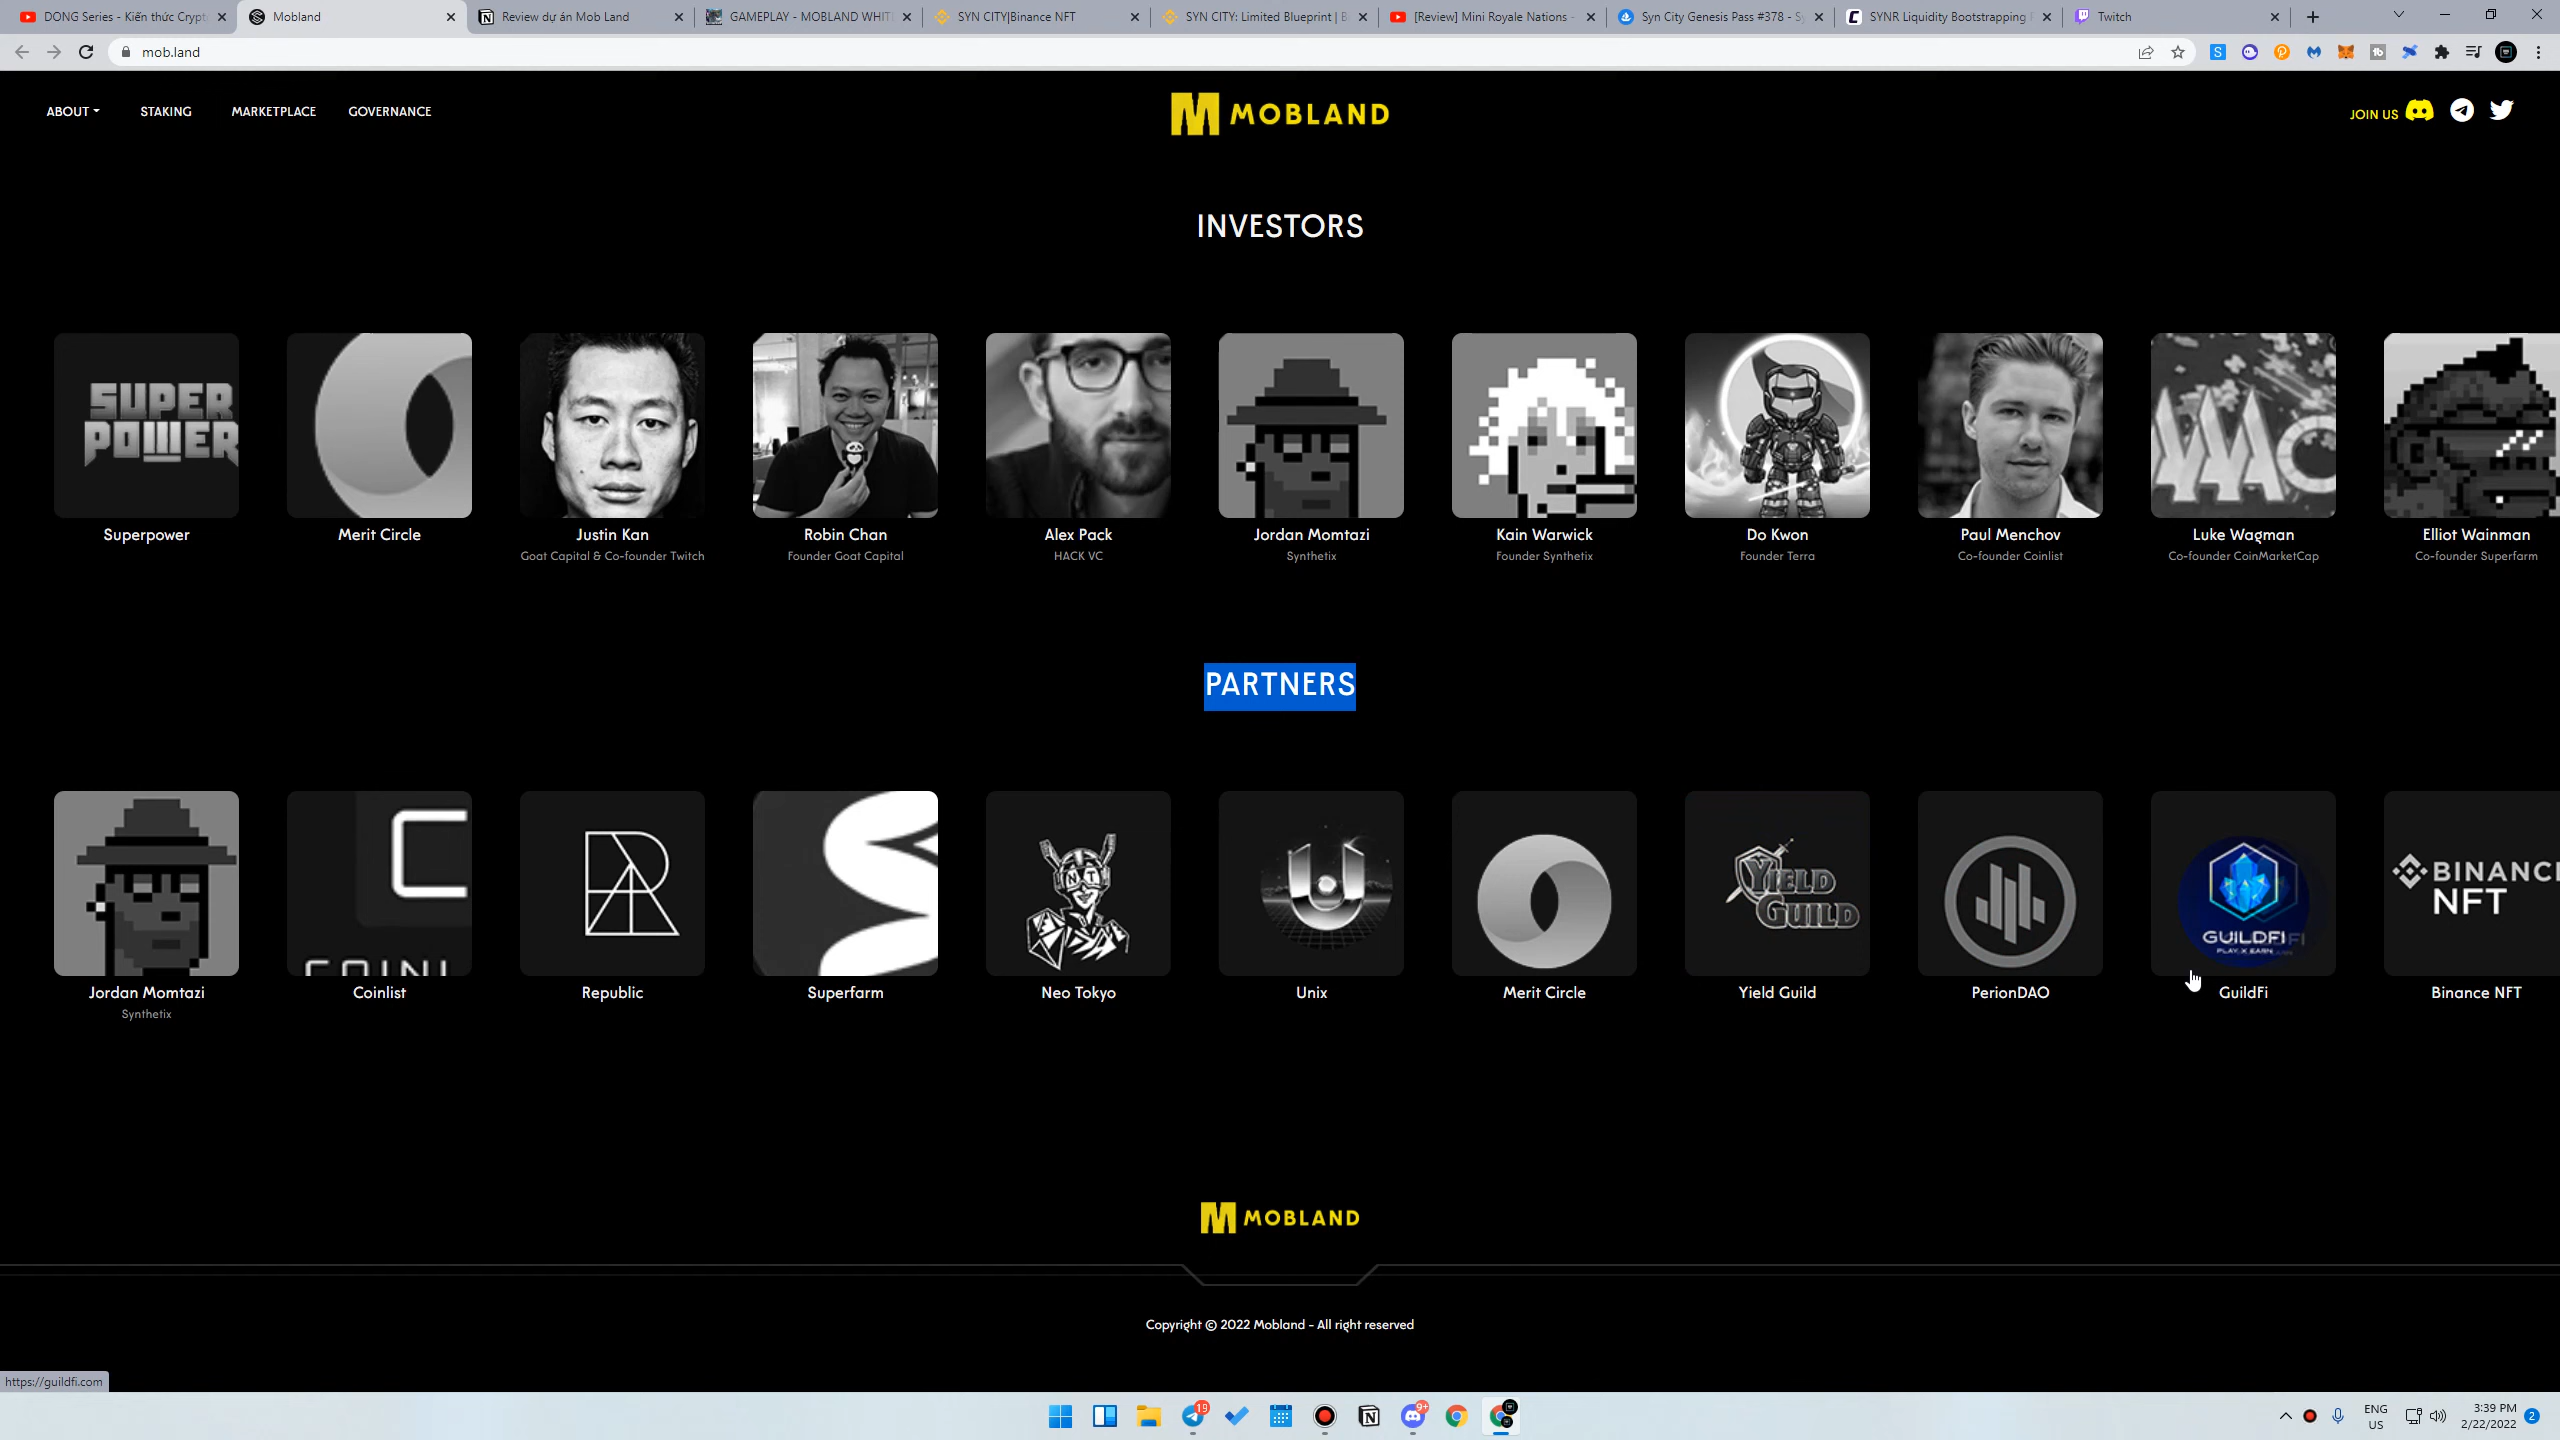 DONG Series - Kiến thức Crypt
Mobland
Review dự án Mob Land
GAMEPLAY - MOBLAND WHIT
SYN CITY|Binance NFT
SYN CITY: Limited Blueprint | B
[Review] Mini Royale Nations -
Syn City Genesis Pass #378 - S
SYNR Liquidity Bootstrapping
Twitch
mob.land
ABOUT
STAKING
MARKETPLACE
GOVERNANCE
MOBLAND
JOIN US
INVESTORS
SUPER
POWER
Superpower
Merit Circle
Justin Kan
Goat Capital & Co-founder Twitch
Robin Chan
Founder Goat Capital
Alex Pack
HACK VC
Jordan Momtazi
Synthetix
Kain Warwick
Founder Synthetix
Do Kwon
Founder Terra
Paul Menchov
Co-founder Coinlist
Luke Wagman
Co-founder CoinMarketCap
Elliot Wainman
Co-founder Superfarm
PARTNERS
Jordan Momtazi
Synthetix
Coinlist
Republic
Superfarm
NT
Neo Tokyo
Unix
Merit Circle
YIELD
GUILD
Yield Guild
PerionDAO
GUILDFI
PLAY X EARN
GuildFi
BINANCE
NFT
Binance NFT
MOBLAND
Copyright © 2022 Mobland - All right reserved
https://guildfi.com
19
9+
ENG
US
3:39 PM
2/22/2022
2